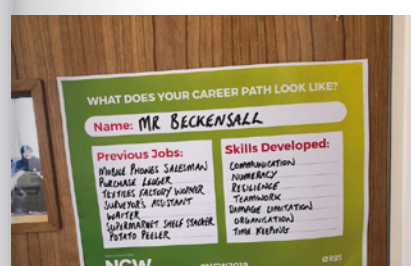 WHAT DOES YOUR CAREER PATH LOOK LIKE?
Name: MR BECKENSALL
Previous Jobs:
MOBILE PHONES SALESMAN
PURCHASE LEDGER
TEXTILES FACTORY WORKER
SURVEYOR'S ASSISTANT
WAITER
SUPERMARKET SHELF STACKER
POTATO PEELER
Skills Developed:
COMMUNICATION
NUMERACY
RESILIENCE
TEAMWORK
DAMAGE LIMITATION
ORGANISATION
TIME KEEPING
NCW
#NCW2019
RBS